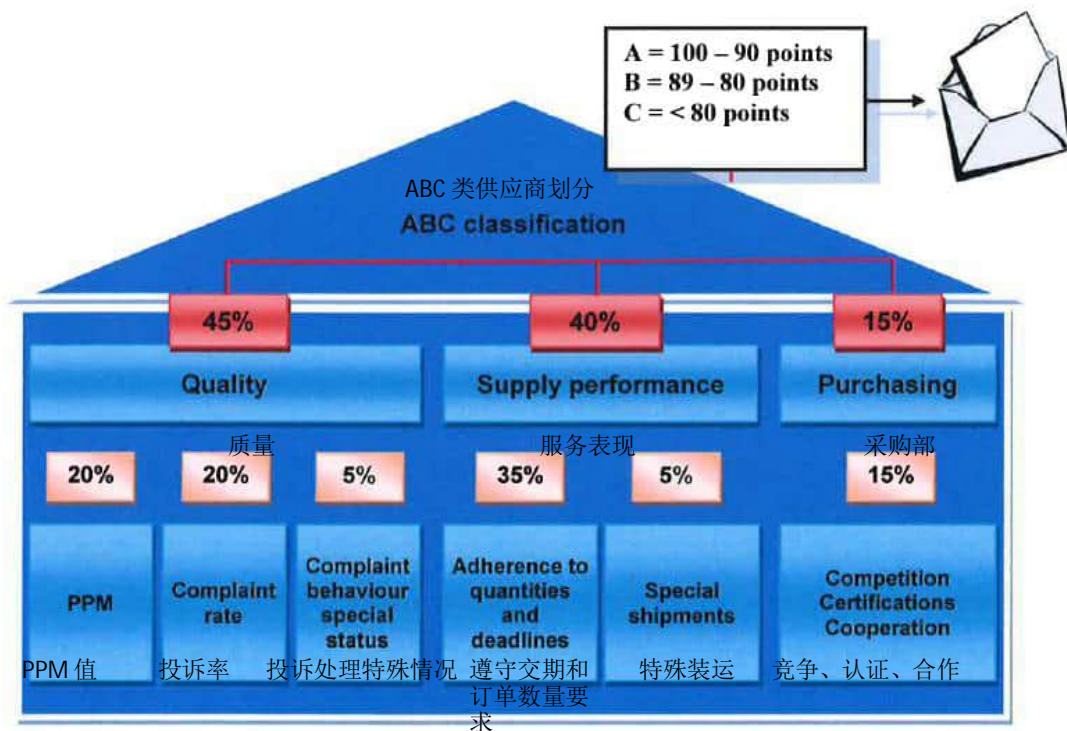 A = 100 – 90 points
B = 89 – 80 points
C = < 80 points
ABC 类供应商划分
ABC classification
45%
40%
15%
Quality
Supply performance
Purchasing
质量
服务表现
采购部
20%
20%
5%
35%
5%
15%
PPM
Complaint
rate
Complaint
behaviour
special
status
Adherence to
quantities
and
deadlines
Special
shipments
Competition
Certifications
Cooperation
PPM 值
投诉率
投诉处理特殊情况
遵守交期和
订单数量要
求
特殊装运
竞争、认证、合作